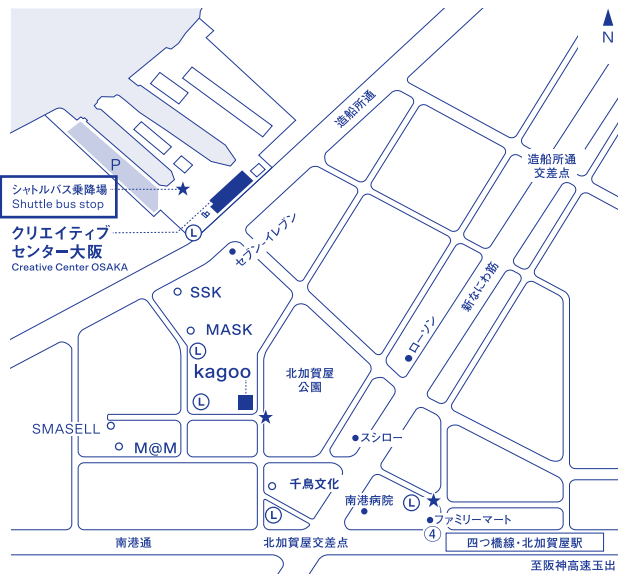 N
造船所通
造船所通
交差点
P
シャトルバス乗降場
Shuttle bus stop
クリエイティブ
センター大阪
Creative Center OSAKA
L
セブン-イレブン
新なにわ筋
SSK
MASK
L
ローソン
kagoo
北加賀屋
公園
L
SMASELL
M@M
スシロー
千鳥文化
南港病院
L
L
ファミリーマート
4
南港通
北加賀屋交差点
四つ橋線・北加賀屋駅
至阪神高速玉出